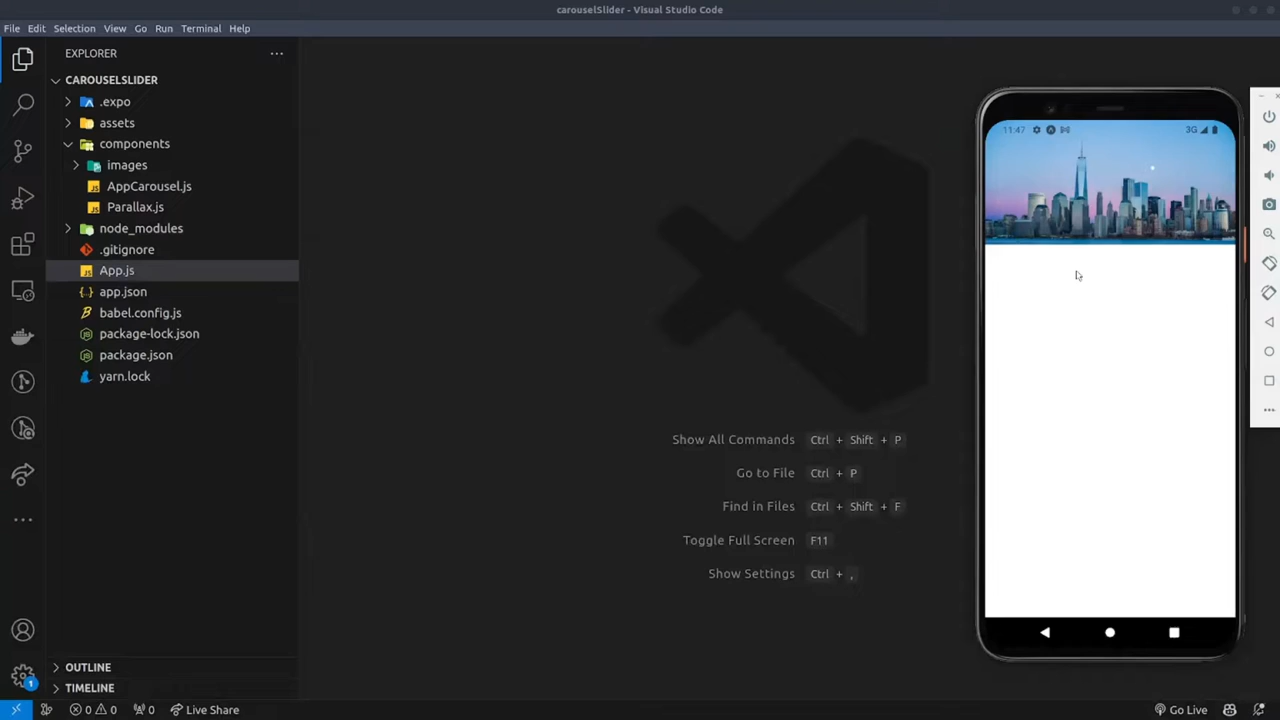 carouselSlider - Visual Studio Code
File Edit Selection View Go Run Terminal Help
EXPLORER
CAROUSELSLIDER
.expo
assets
components
images
AppCarousel.js
Parallax.js
node_modules
.gitignore
App.js
app.json
babel.config.js
package-lock.json
package.json
yarn.lock
OUTLINE
TIMELINE
Show All Commands Ctrl + Shift + P
Go to File Ctrl + P
Find in Files Ctrl + Shift + F
Toggle Full Screen F11
Show Settings Ctrl + ,
11:47 3G
1
0 0 0 Live Share
Go Live